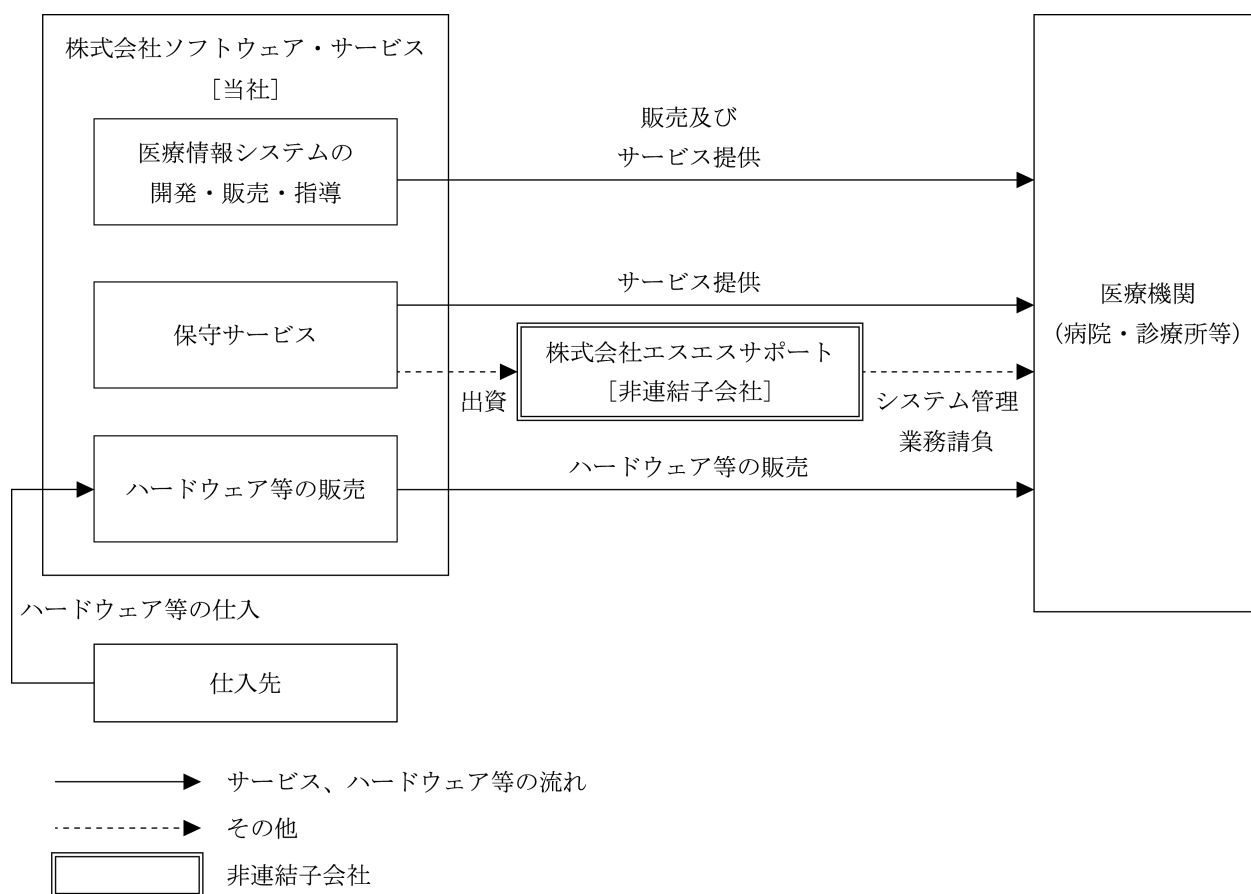 株式会社ソフトウェア・サービス
［当社］
医療情報システムの
開発・販売・指導
販売及び
サービス提供
保守サービス
サービス提供
株式会社エスエスサポート
［非連結子会社］
出資
システム管理
業務請負
ハードウェア等の販売
ハードウェア等の販売
医療機関
（病院・診療所等）
ハードウェア等の仕入
仕入先
サービス、ハードウェア等の流れ
その他
非連結子会社